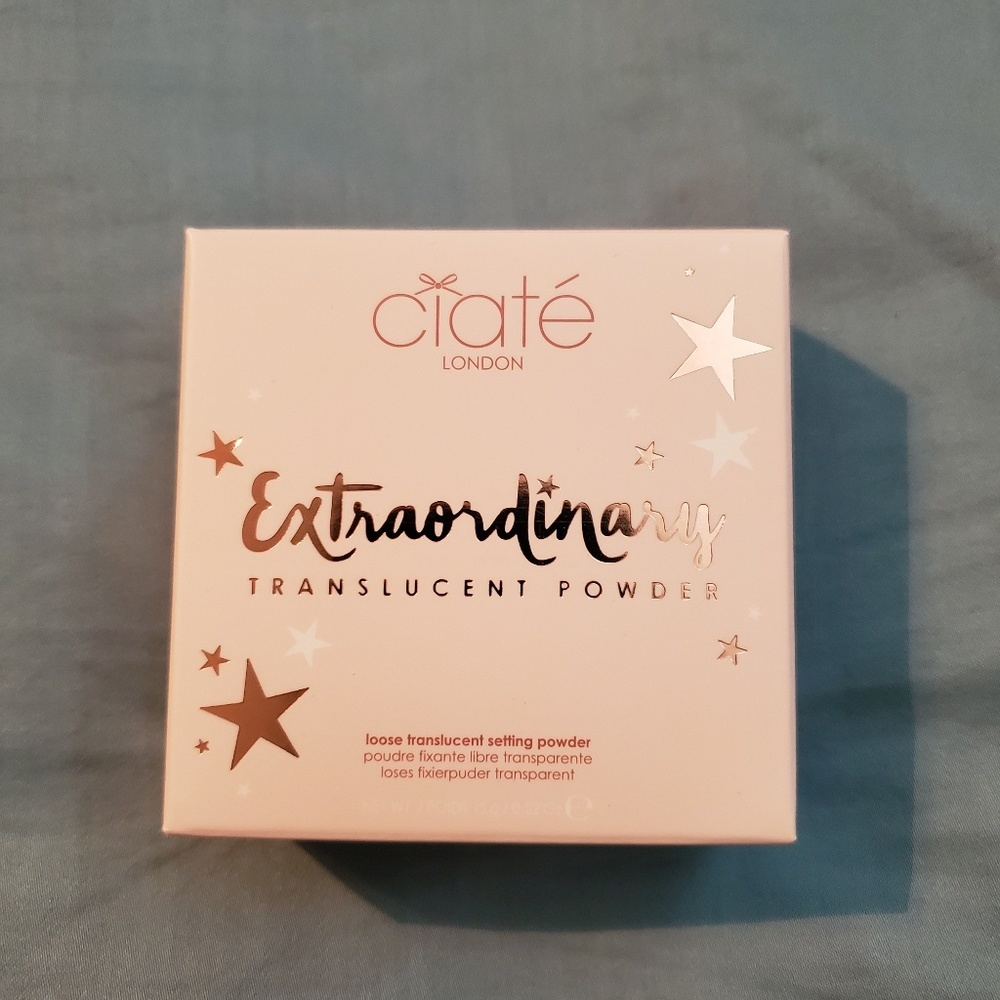 ciaté
LONDON
Extraordinary
TRANSLUCENT POWDER
loose translucent setting powder
poudre fixante libre transparente
loses fixierpuder transparent